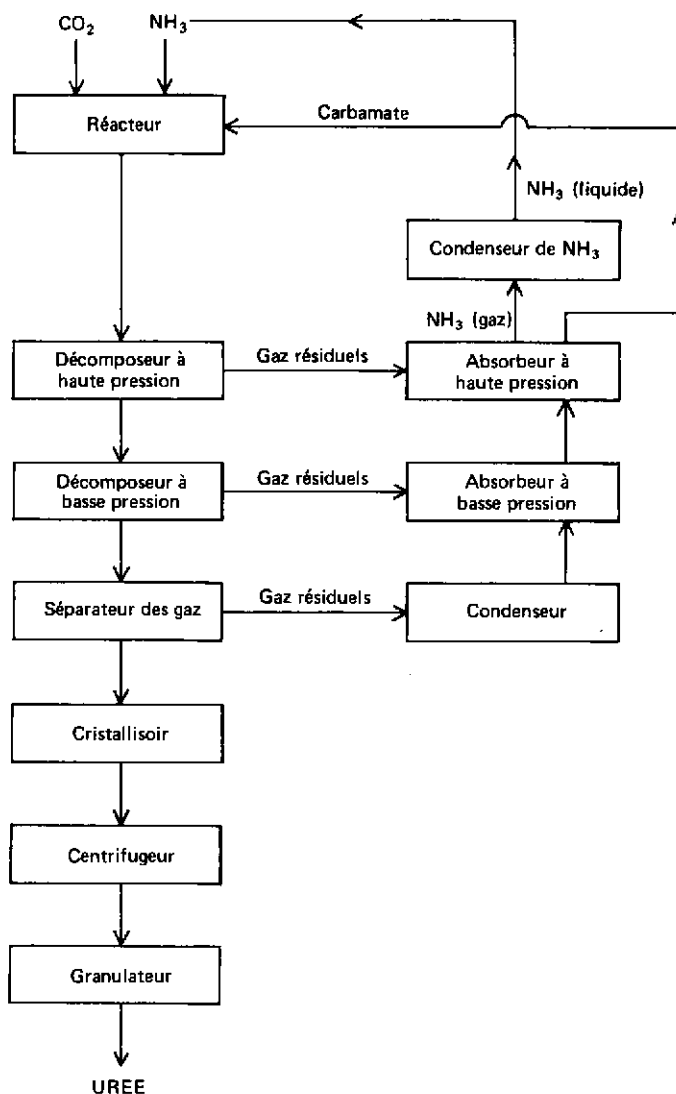 CO₂
NH₃
Réacteur
Carbamate
NH₃ (liquide)
Condenseur de NH₃
NH₃ (gaz)
Décomposeur à
haute pression
Gaz résiduels
Absorbeur à
haute pression
Décomposeur à
basse pression
Gaz résiduels
Absorbeur à
basse pression
Séparateur des gaz
Gaz résiduels
Condenseur
Cristallisoir
Centrifugeur
Granulateur
UREE